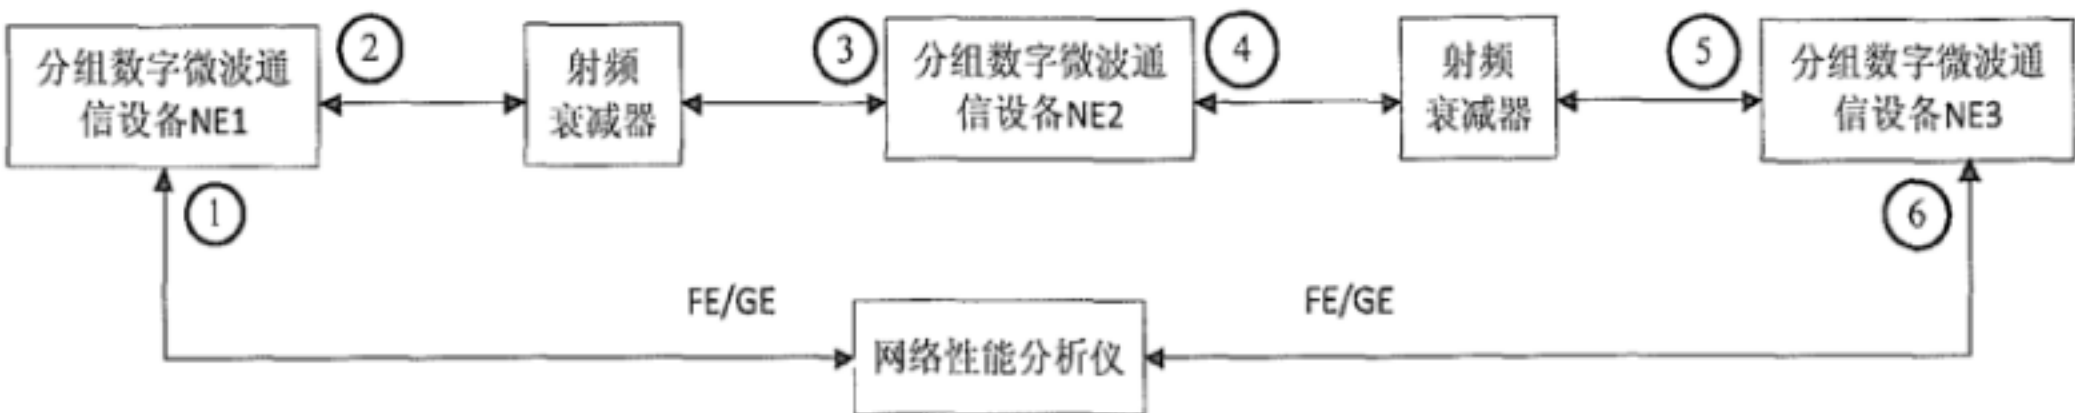 分组数字微波通
信设备NE1
②
射频
衰减器
③
分组数字微波通
信设备NE2
④
射频
衰减器
⑤
分组数字微波通
信设备NE3
①
⑥
FE/GE
FE/GE
网络性能分析仪